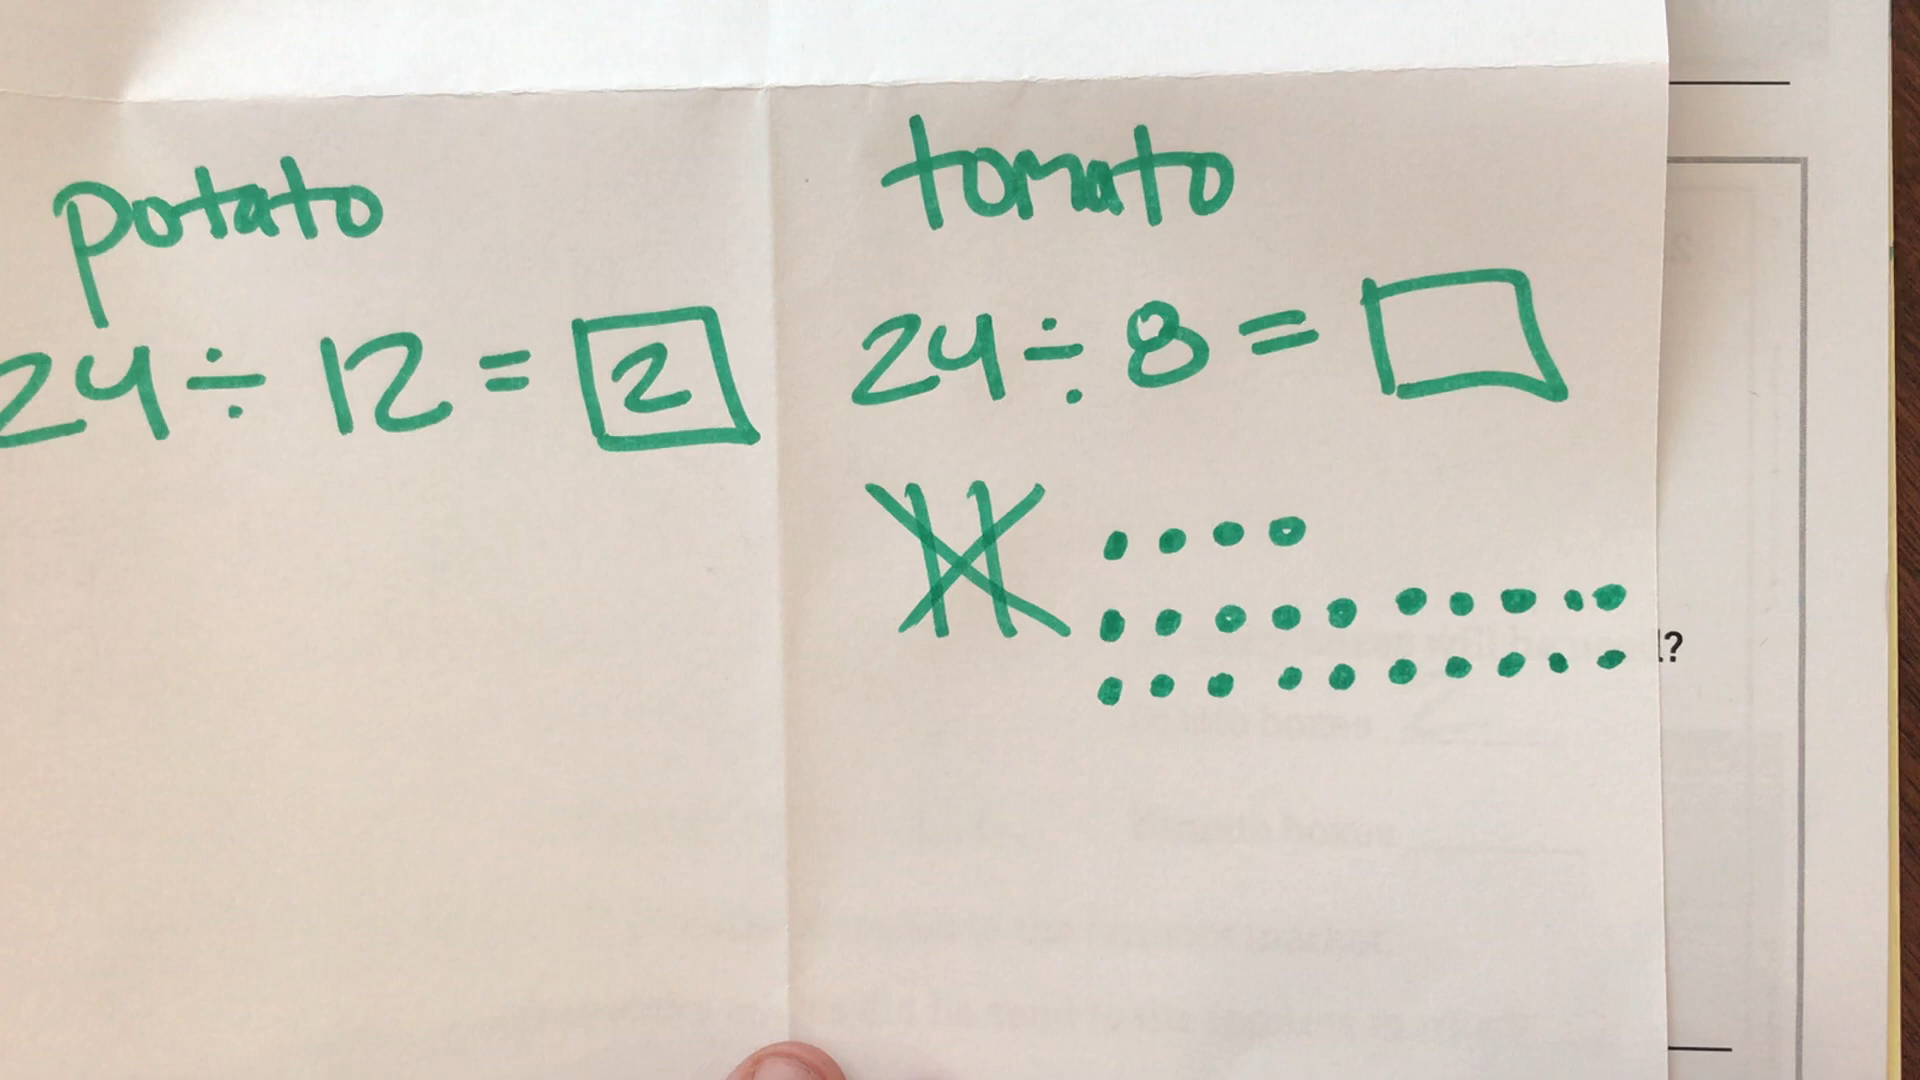 potato
24 ÷ 12 = 2
tomato
24 ÷ 8 =
?